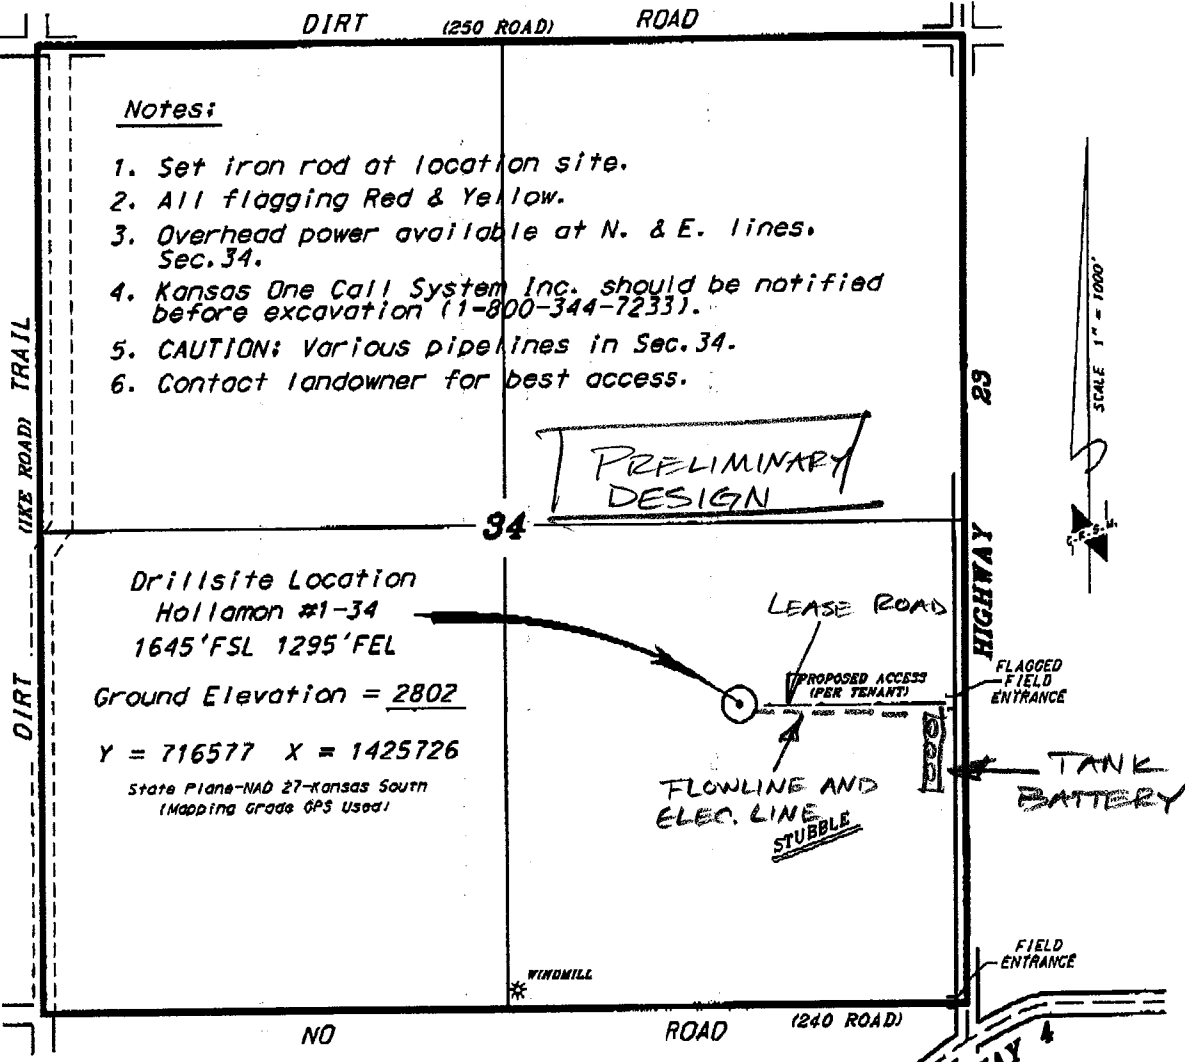 DIRT (250 ROAD) ROAD
Notes:
1. Set iron rod at location site.
2. All flagging Red & Yellow.
3. Overhead power available at N. & E. lines,
Sec.34.
4. Kansas One Call System Inc. should be notified
before excavation (1-800-344-7233).
5. CAUTION: Various pipelines in Sec.34.
6. Contact landowner for best access.
DIRT (IKE ROAD) TRAIL
PRELIMINARY
DESIGN
34
HIGHWAY 23
SCALE 1" = 1000'
Drillsite Location
Hollamon #1-34
1645'FSL 1295'FEL
Ground Elevation = 2802
Y = 716577 X = 1425726
State Plane-NAD 27-Kansas South
(Mapping Grade GPS Used)
LEASE ROAD
PROPOSED ACCESS
(PER TENANT)
FLAGGED
FIELD
ENTRANCE
TANK
BATTERY
FLOWLINE AND
ELEC. LINE
STUBBLE
WINDMILL
FIELD
ENTRANCE
NO ROAD (240 ROAD)
4